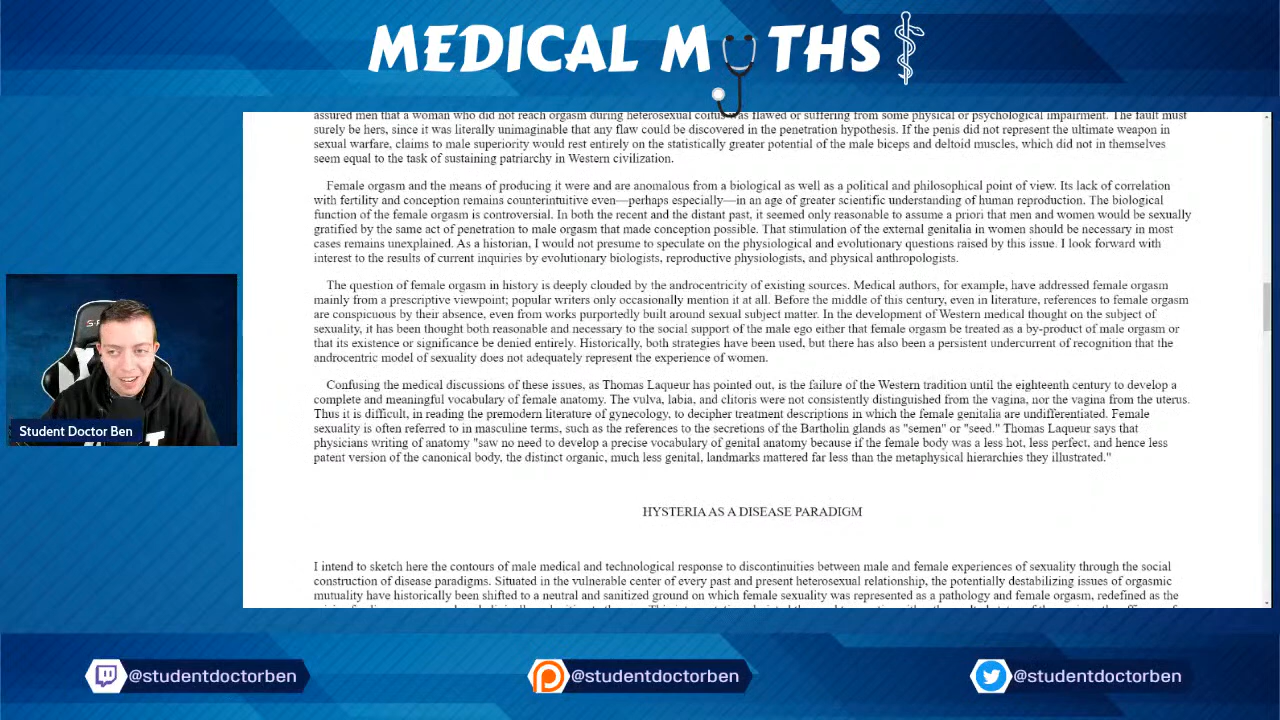 MEDICAL MYTHS
assured men that a woman who did not reach orgasm during heterosexual coitus was flawed or suffering from some physical or psychological impairment. The fault must
surely be hers, since it was literally unimaginable that any flaw could be discovered in the penetration hypothesis. If the penis did not represent the ultimate weapon in
sexual warfare, claims to male superiority would rest entirely on the statistically greater potential of the male biceps and deltoid muscles, which did not in themselves
seem equal to the task of sustaining patriarchy in Western civilization.
Female orgasm and the means of producing it were and are anomalous from a biological as well as a political and philosophical point of view. Its lack of correlation
with fertility and conception remains counterintuitive even—perhaps especially—in an age of greater scientific understanding of human reproduction. The biological
function of the female orgasm is controversial. In both the recent and the distant past, it seemed only reasonable to assume a priori that men and women would be sexually
gratified by the same act of penetration to male orgasm that made conception possible. That stimulation of the external genitalia in women should be necessary in most
cases remains unexplained. As a historian, I would not presume to speculate on the physiological and evolutionary questions raised by this issue. I look forward with
interest to the results of current inquiries by evolutionary biologists, reproductive physiologists, and physical anthropologists.
The question of female orgasm in history is deeply clouded by the androcentricity of existing sources. Medical authors, for example, have addressed female orgasm
mainly from a prescriptive viewpoint; popular writers only occasionally mention it at all. Before the middle of this century, even in literature, references to female orgasm
are conspicuous by their absence, even from works purportedly built around sexual subject matter. In the development of Western medical thought on the subject of
sexuality, it has been thought both reasonable and necessary to the social support of the male ego either that female orgasm be treated as a by-product of male orgasm or
that its existence or significance be denied entirely. Historically, both strategies have been used, but there has also been a persistent undercurrent of recognition that the
androcentric model of sexuality does not adequately represent the experience of women.
Confusing the medical discussions of these issues, as Thomas Laqueur has pointed out, is the failure of the Western tradition until the eighteenth century to develop a
complete and meaningful vocabulary of female anatomy. The vulva, labia, and clitoris were not consistently distinguished from the vagina, nor the vagina from the uterus.
Thus it is difficult, in reading the premodern literature of gynecology, to decipher treatment descriptions in which the female genitalia are undifferentiated. Female
sexuality is often referred to in masculine terms, such as the references to the secretions of the Bartholin glands as "semen" or "seed." Thomas Laqueur says that
physicians writing of anatomy "saw no need to develop a precise vocabulary of genital anatomy because if the female body was a less hot, less perfect, and hence less
patent version of the canonical body, the distinct organic, much less genital, landmarks mattered far less than the metaphysical hierarchies they illustrated."
HYSTERIA AS A DISEASE PARADIGM
I intend to sketch here the contours of male medical and technological response to discontinuities between male and female experiences of sexuality through the social
construction of disease paradigms. Situated in the vulnerable center of every past and present heterosexual relationship, the potentially destabilizing issues of orgasmic
mutuality have historically been shifted to a neutral and sanitized ground on which female sexuality was represented as a pathology and female orgasm, redefined as the
Student Doctor Ben
@studentdoctorben
@studentdoctorben
@studentdoctorben